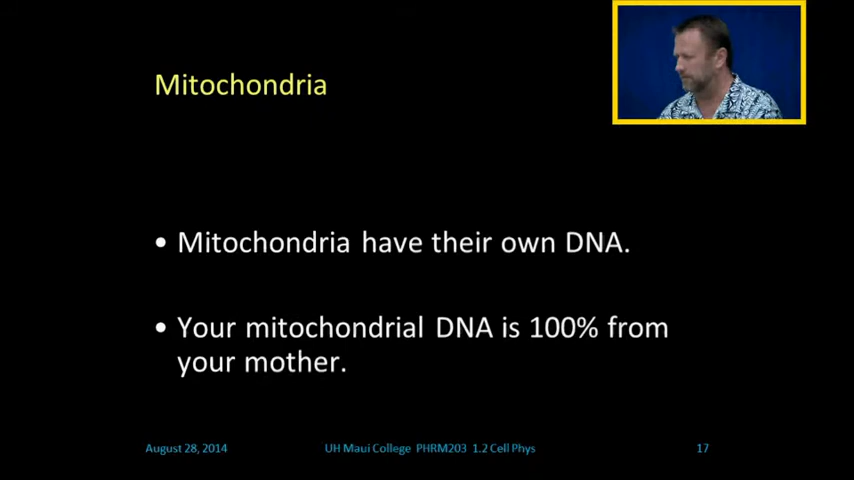 Mitochondria
• Mitochondria have their own DNA.
• Your mitochondrial DNA is 100% from
your mother.
August 28, 2014 UH Maui College PHRM203 1.2 Cell Phys 17